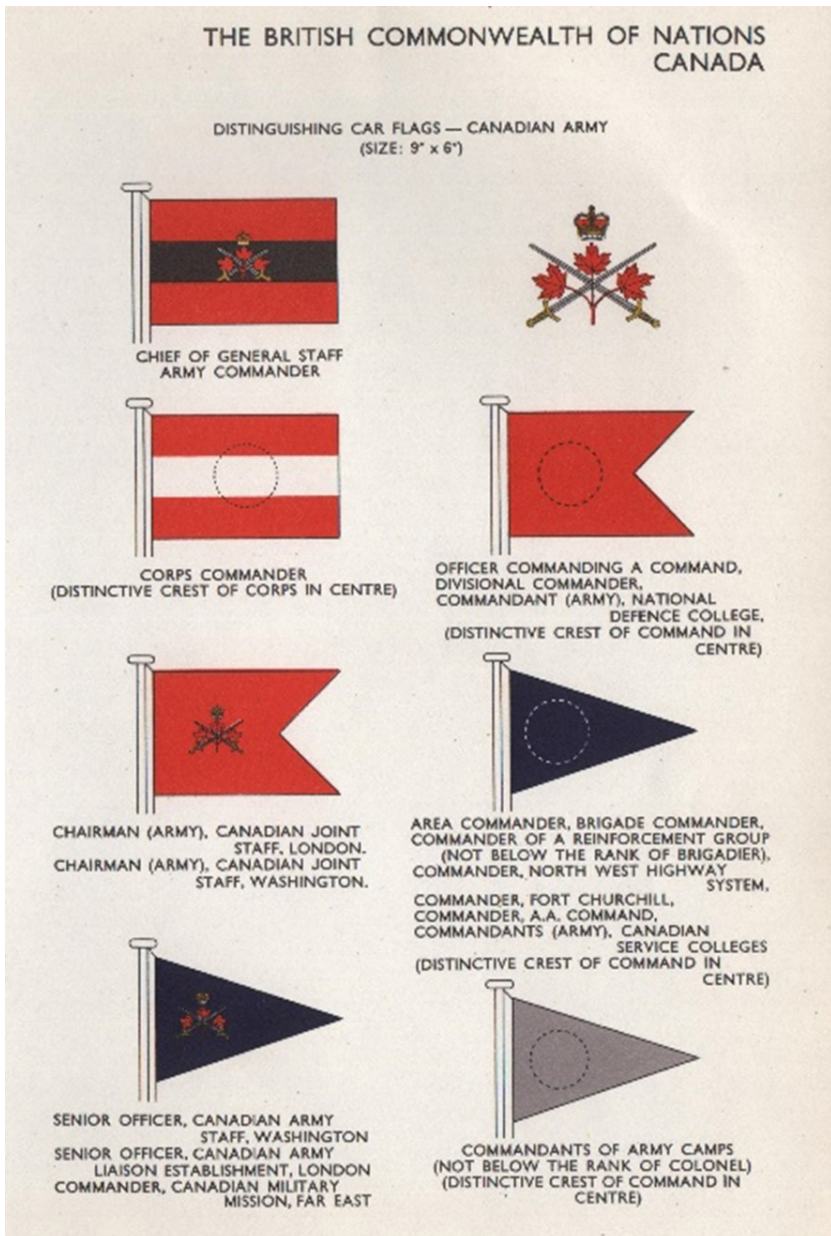 THE BRITISH COMMONWEALTH OF NATIONS
CANADA
DISTINGUISHING CAR FLAGS — CANADIAN ARMY
(SIZE: 9" x 6")
CHIEF OF GENERAL STAFF
ARMY COMMANDER
CORPS COMMANDER
(DISTINCTIVE CREST OF CORPS IN CENTRE)
OFFICER COMMANDING A COMMAND,
DIVISIONAL COMMANDER,
COMMANDANT (ARMY), NATIONAL
DEFENCE COLLEGE,
(DISTINCTIVE CREST OF COMMAND IN
CENTRE)
CHAIRMAN (ARMY), CANADIAN JOINT
STAFF, LONDON.
CHAIRMAN (ARMY), CANADIAN JOINT
STAFF, WASHINGTON.
AREA COMMANDER, BRIGADE COMMANDER,
COMMANDER OF A REINFORCEMENT GROUP
(NOT BELOW THE RANK OF BRIGADIER),
COMMANDER, NORTH WEST HIGHWAY
SYSTEM,
COMMANDER, FORT CHURCHILL,
COMMANDER, A.A. COMMAND,
COMMANDANTS (ARMY), CANADIAN
SERVICE COLLEGES
(DISTINCTIVE CREST OF COMMAND IN
CENTRE)
SENIOR OFFICER, CANADIAN ARMY
STAFF, WASHINGTON
SENIOR OFFICER, CANADIAN ARMY
LIAISON ESTABLISHMENT, LONDON
COMMANDER, CANADIAN MILITARY
MISSION, FAR EAST
COMMANDANTS OF ARMY CAMPS
(NOT BELOW THE RANK OF COLONEL)
(DISTINCTIVE CREST OF COMMAND IN
CENTRE)